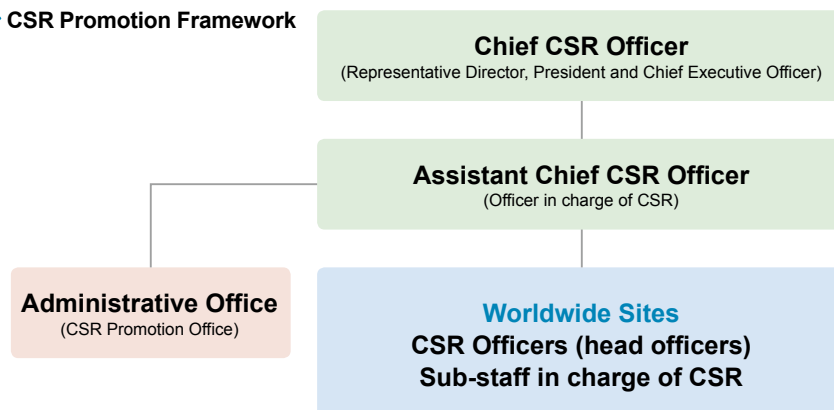 CSR Promotion Framework
Chief CSR Officer
(Representative Director, President and Chief Executive Officer)
Assistant Chief CSR Officer
(Officer in charge of CSR)
Administrative Office
(CSR Promotion Office)
Worldwide Sites
CSR Officers (head officers)
Sub-staff in charge of CSR